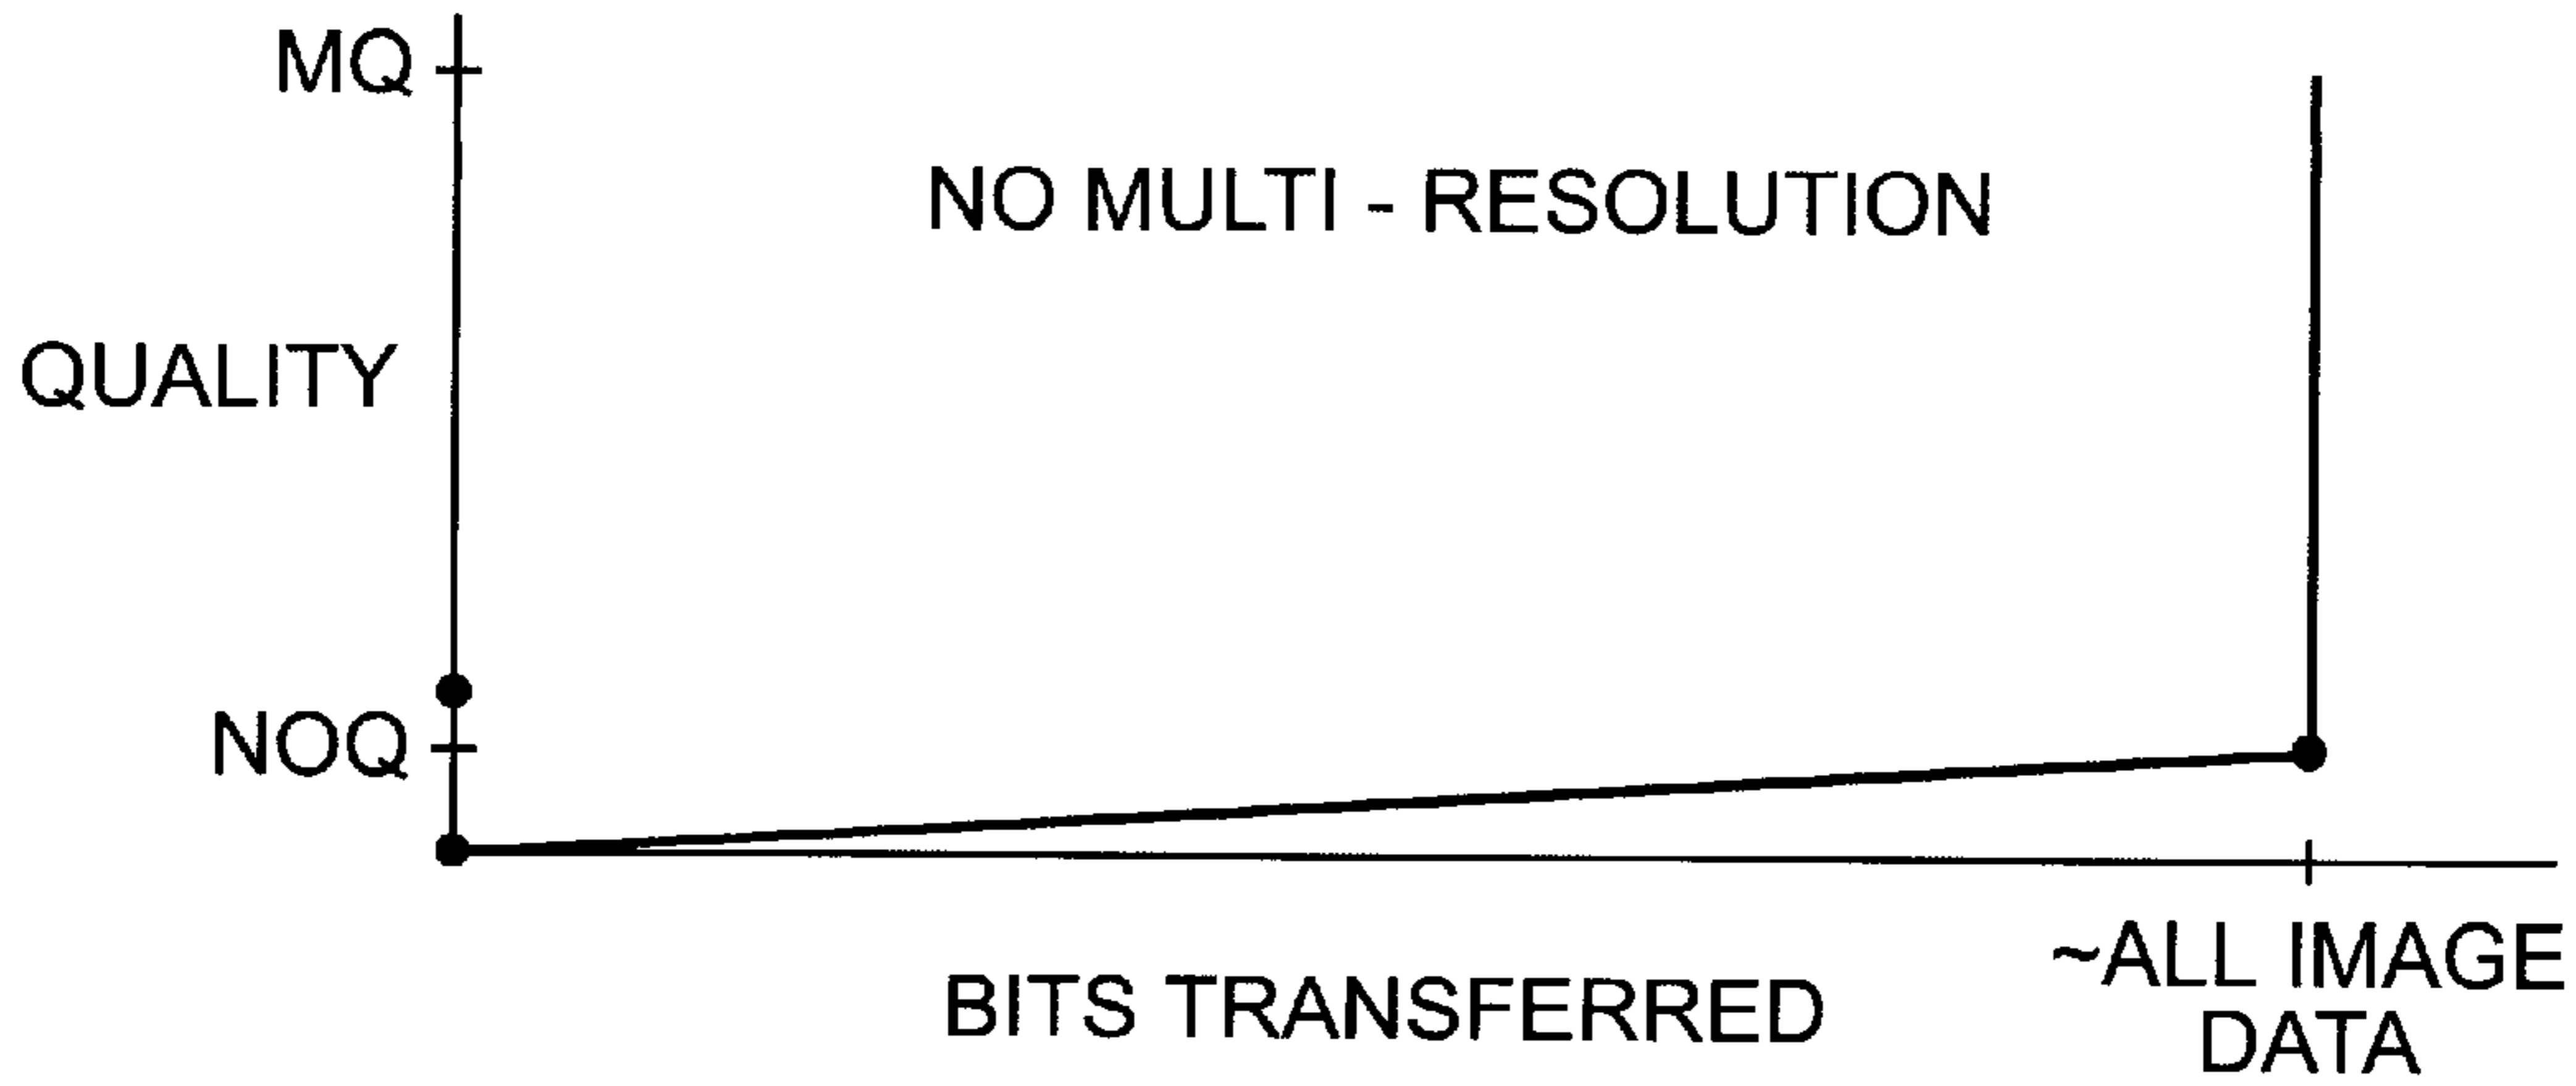 MQ
NO MULTI - RESOLUTION
QUALITY
NOQ
~ALL IMAGE
DATA
BITS TRANSFERRED